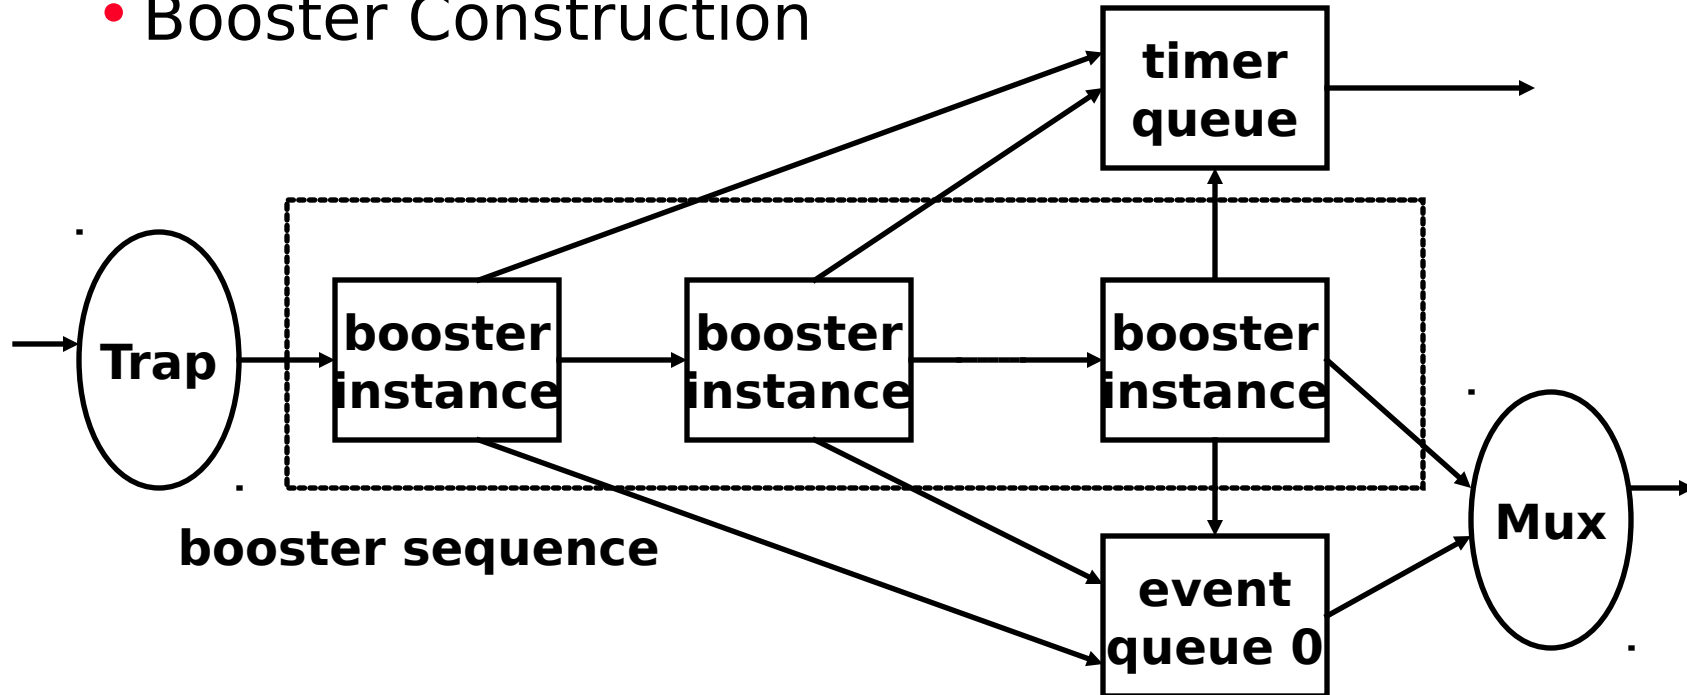 • Booster Construction
timer
queue
Trap
booster
instance
booster
instance
booster
instance
Mux
booster sequence
event
queue 0